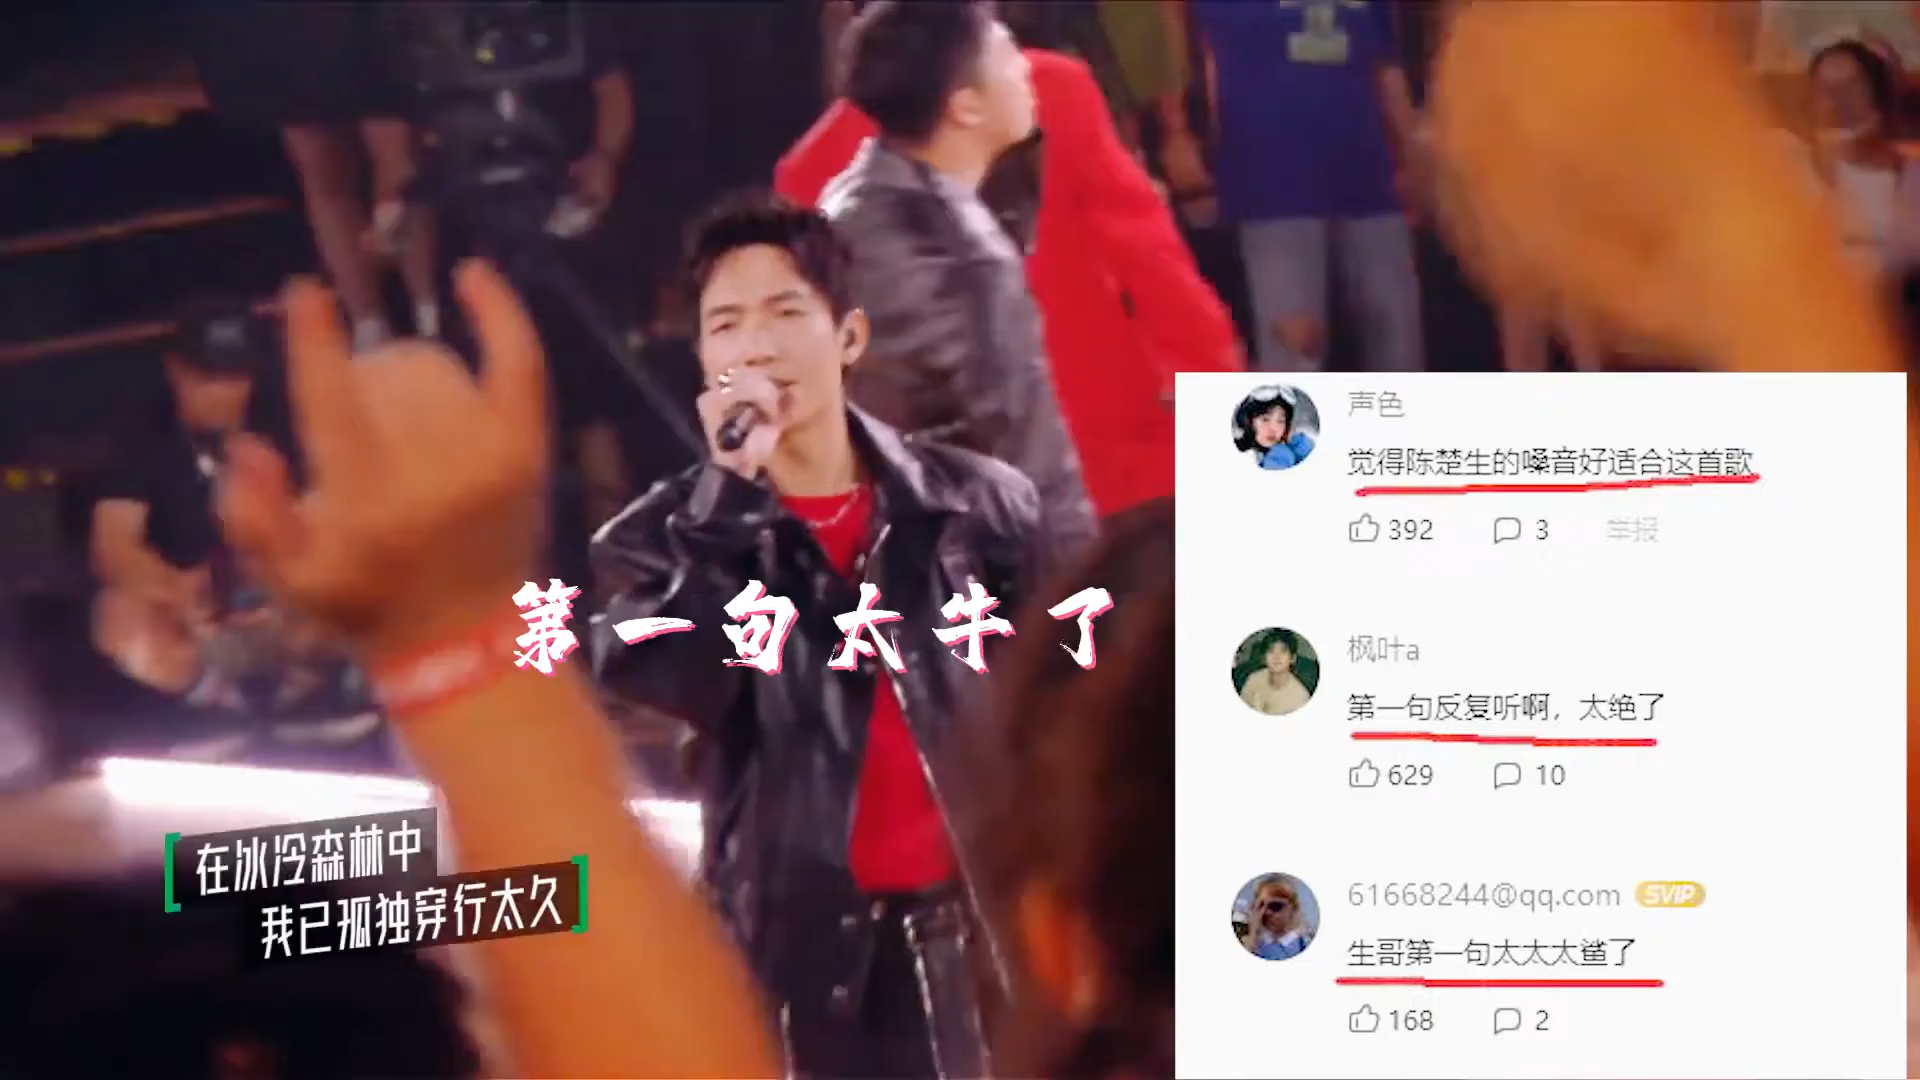 第一句太牛了
在冰冷森林中
我已孤独穿行太久
声色
觉得陈楚生的嗓音好适合这首歌
392 3 举报
枫叶a
第一句反复听啊，太绝了
629 10
61668244@qq.com SVIP
生哥第一句太太太鲨了
168 2